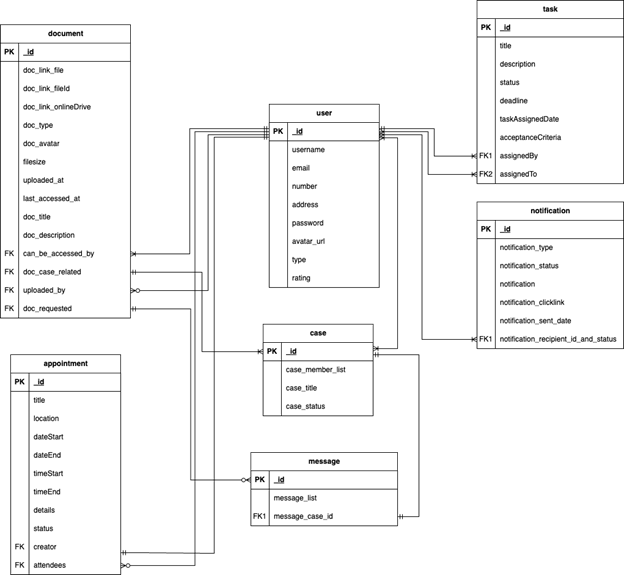 document
PK _id
doc_link_file
doc_link_fileId
doc_link_onlineDrive
doc_type
doc_avatar
filesize
uploaded_at
last_accessed_at
doc_title
doc_description
FK can_be_accessed_by
FK doc_case_related
FK uploaded_by
FK doc_requested
appointment
PK _id
title
location
dateStart
dateEnd
timeStart
timeEnd
details
status
FK creator
FK attendees
user
PK _id
username
email
number
address
password
avatar_url
type
rating
case
PK _id
case_member_list
case_title
case_status
message
PK _id
message_list
FK1 message_case_id
task
PK _id
title
description
status
deadline
taskAssignedDate
acceptanceCriteria
FK1 assignedBy
FK2 assignedTo
notification
PK _id
notification_type
notification_status
notification
notification_clicklink
notification_sent_date
FK1 notification_recipient_id_and_status